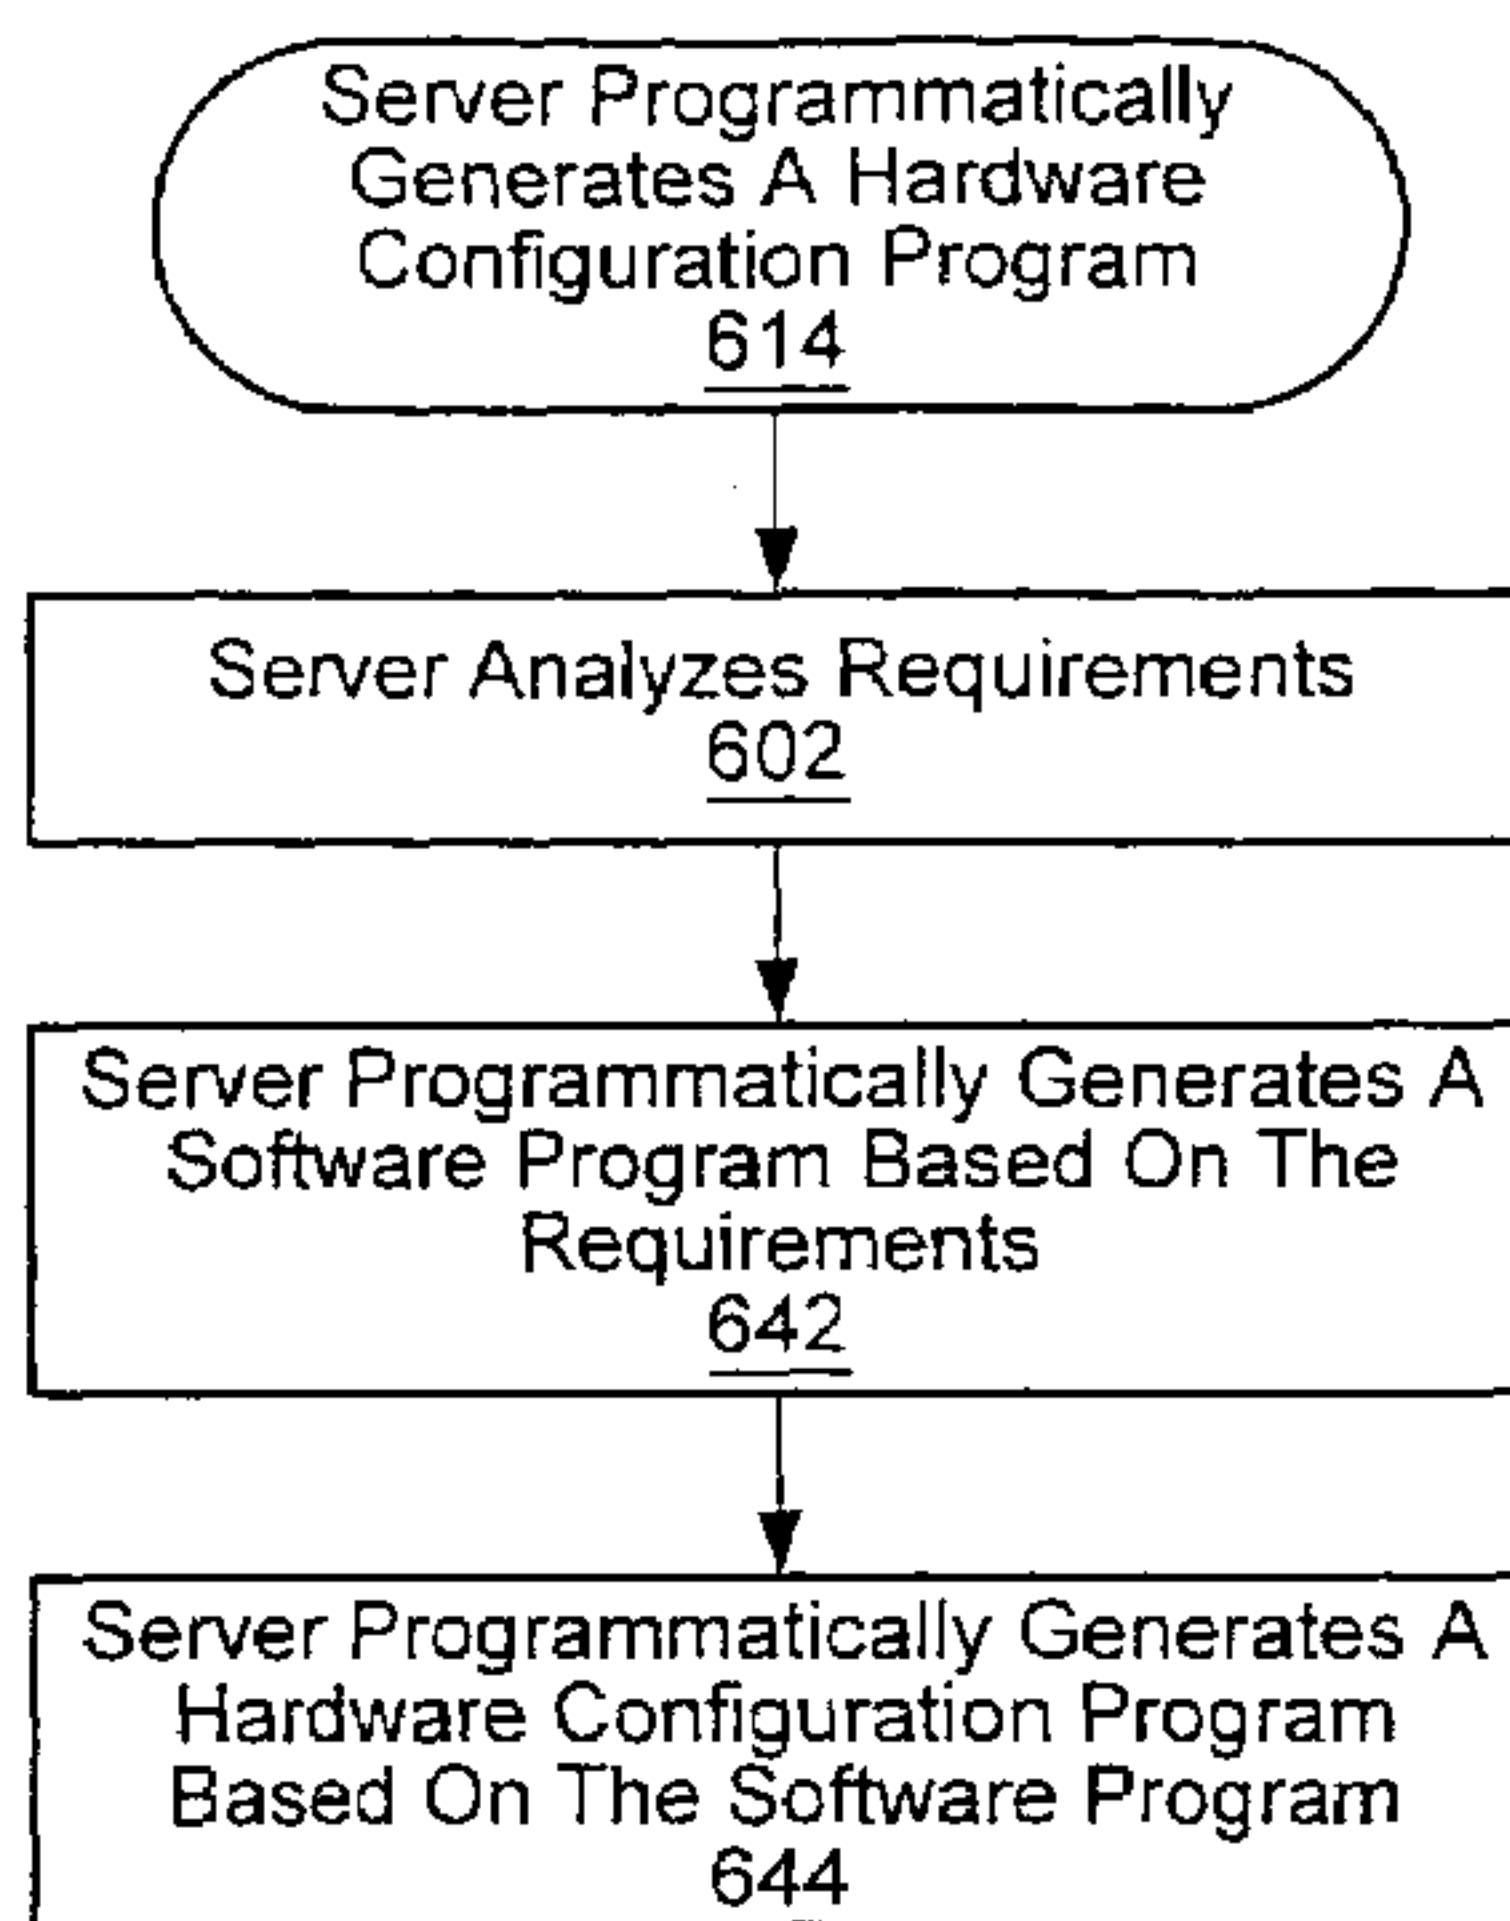 Server Programmatically
Generates A Hardware
Configuration Program
614
Server Analyzes Requirements
602
Server Programmatically Generates A
Software Program Based On The
Requirements
642
Server Programmatically Generates A
Hardware Configuration Program
Based On The Software Program
644